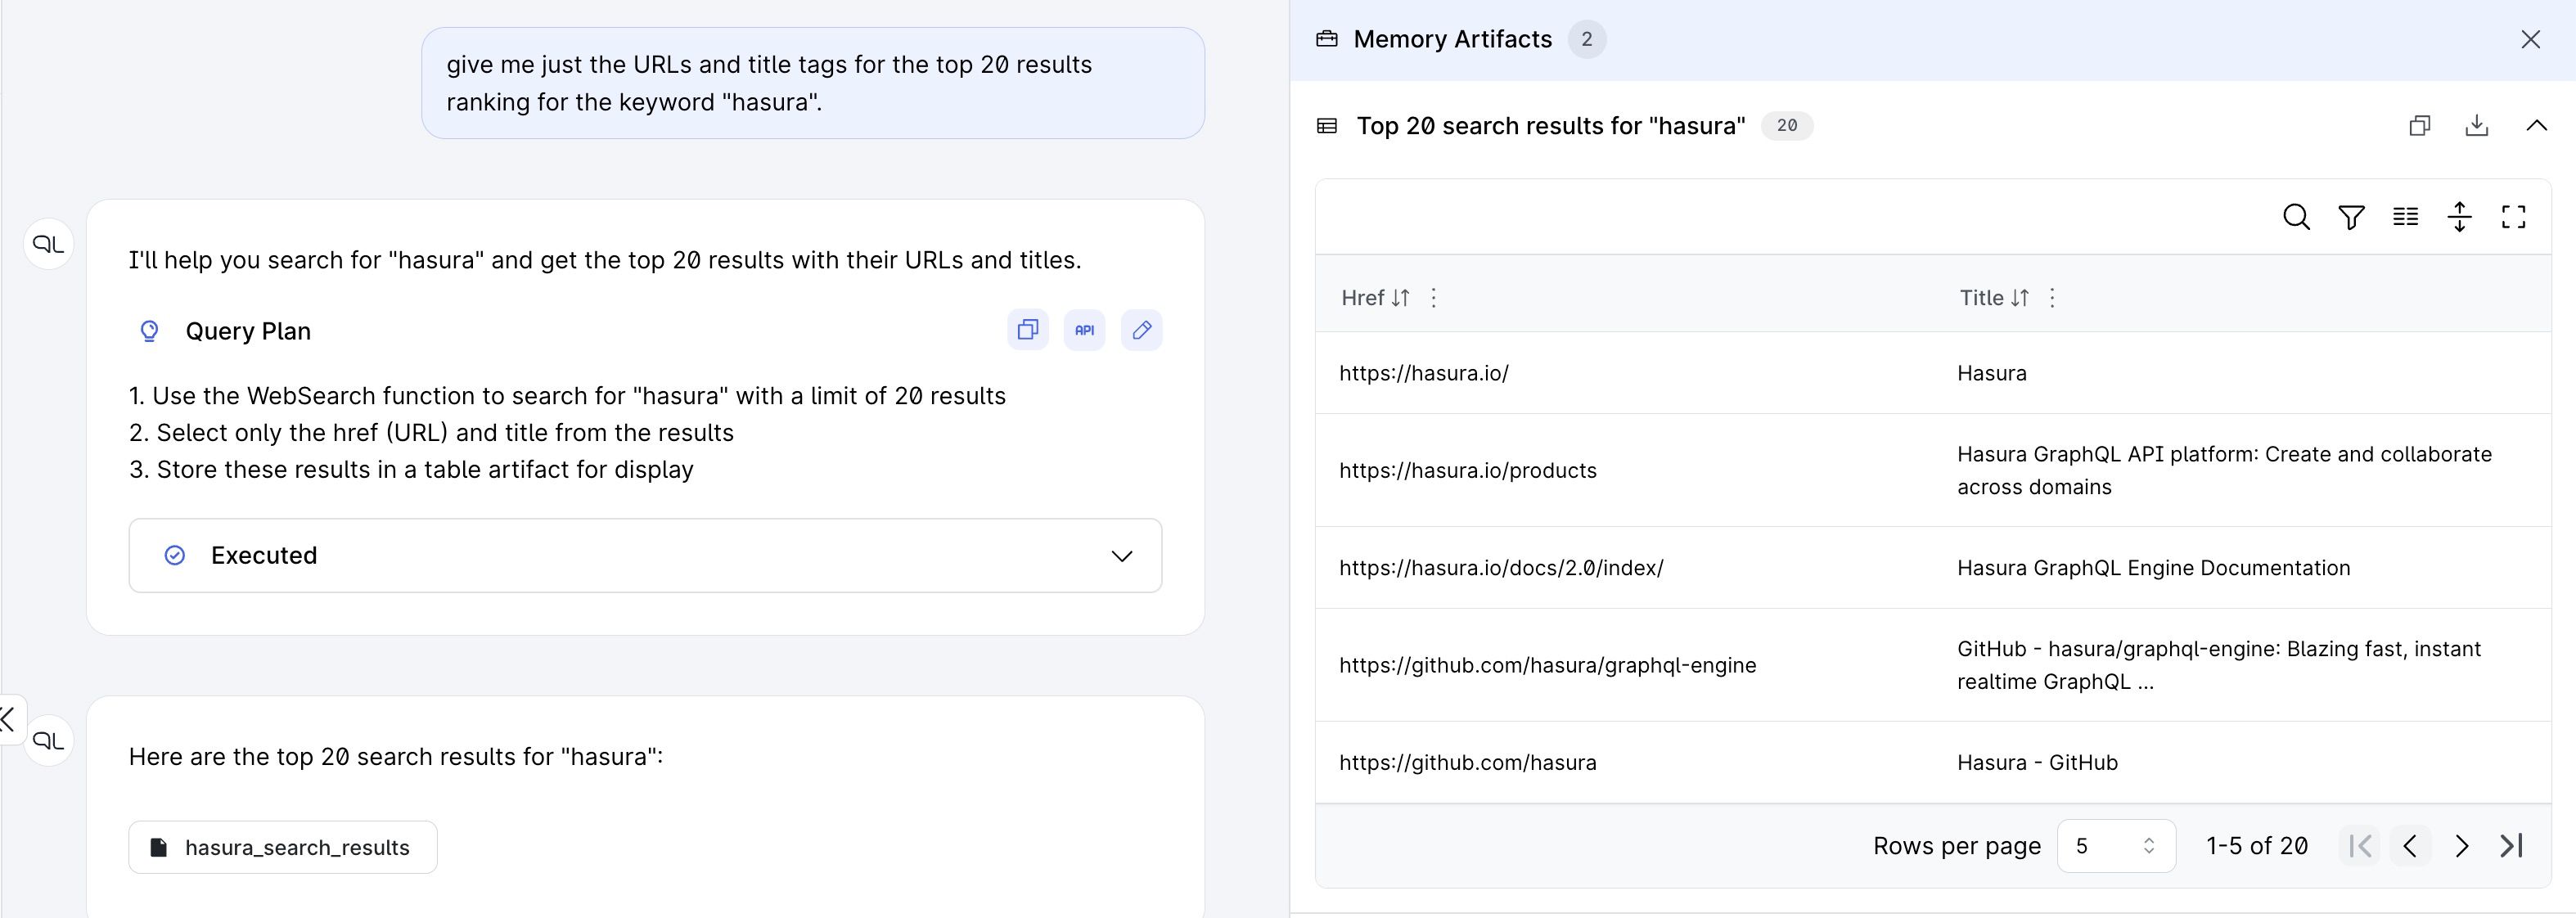 give me just the URLs and title tags for the top 20 results
ranking for the keyword "hasura".
QL
I'll help you search for "hasura" and get the top 20 results with their URLs and titles.
Query Plan
API
1. Use the WebSearch function to search for "hasura" with a limit of 20 results
2. Select only the href (URL) and title from the results
3. Store these results in a table artifact for display
Executed
QL
Here are the top 20 search results for "hasura":
hasura_search_results
Memory Artifacts 2
Top 20 search results for "hasura" 20
Href Title
https://hasura.io/ Hasura
https://hasura.io/products Hasura GraphQL API platform: Create and collaborate
across domains
https://hasura.io/docs/2.0/index/ Hasura GraphQL Engine Documentation
https://github.com/hasura/graphql-engine GitHub - hasura/graphql-engine: Blazing fast, instant
realtime GraphQL ...
https://github.com/hasura Hasura - GitHub
Rows per page 5 1-5 of 20